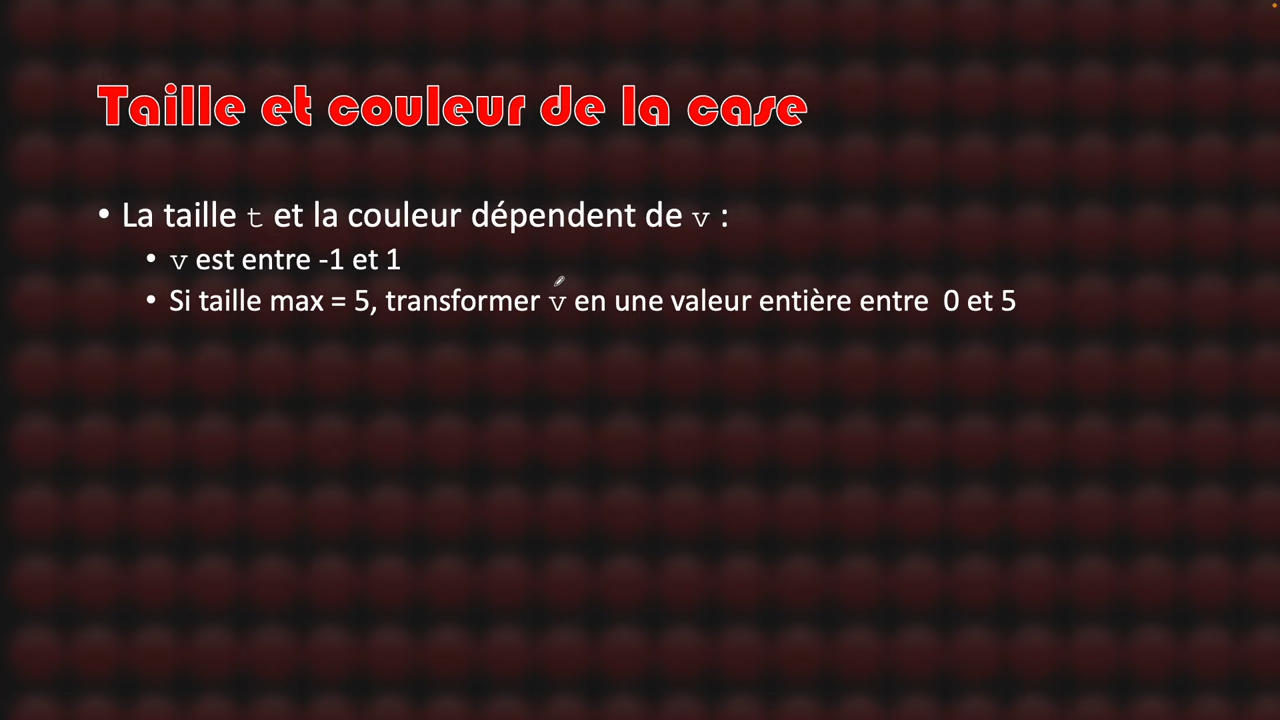 Taille et couleur de la case
• La taille t et la couleur dépendent de v :
• v est entre -1 et 1
• Si taille max = 5, transformer v en une valeur entière entre 0 et 5